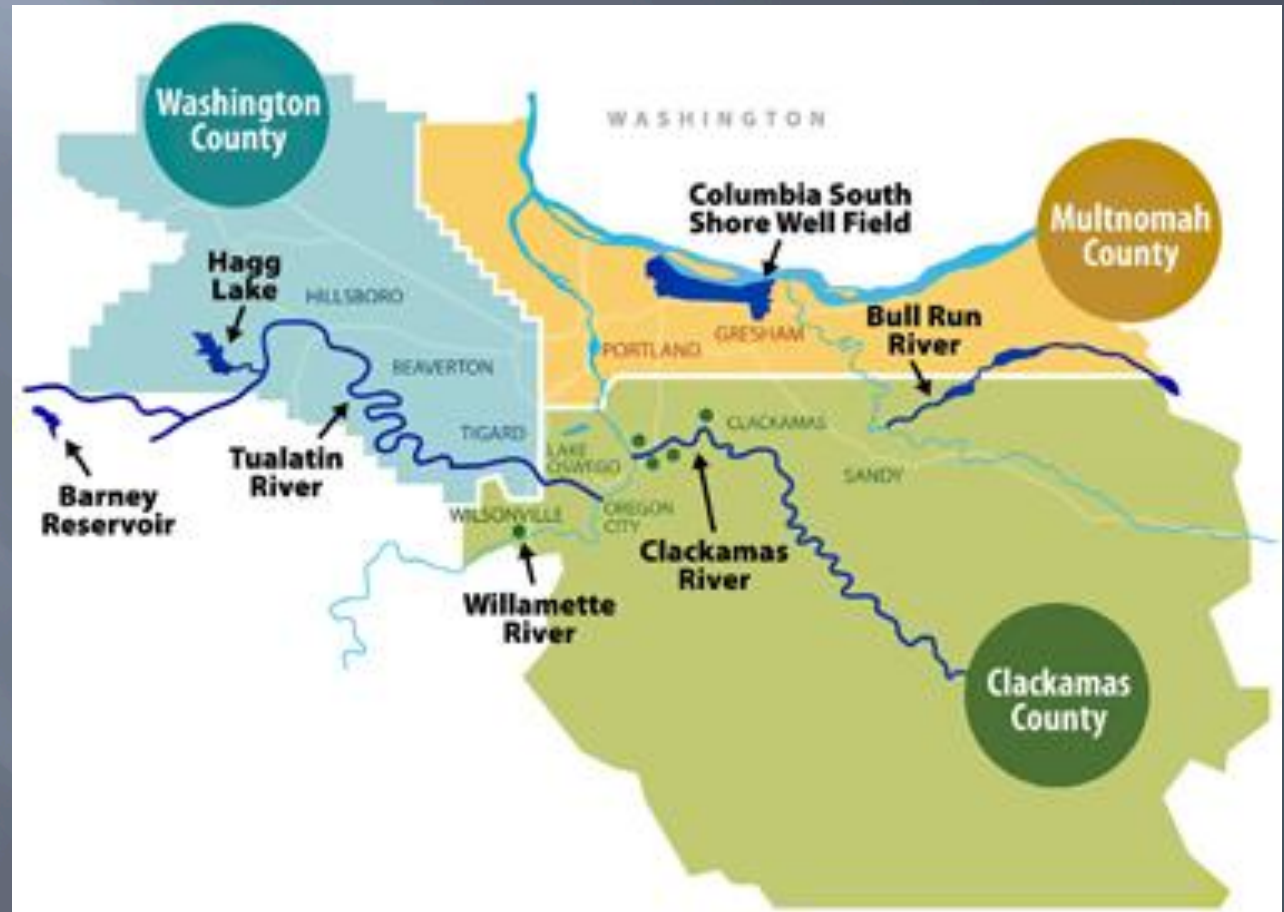 Washington
County
WASHINGTON
Columbia South
Shore Well Field
Multnomah
County
Hagg
Lake
HILLSBORO
Bull Run
River
GRESHAM
PORTLAND
BEAVERTON
TIGARD
CLACKAMAS
LAKE
OSWEGO
SANDY
Tualatin
River
Barney
Reservoir
WILSONVILLE
OREGON
CITY
Clackamas
River
Willamette
River
Clackamas
County